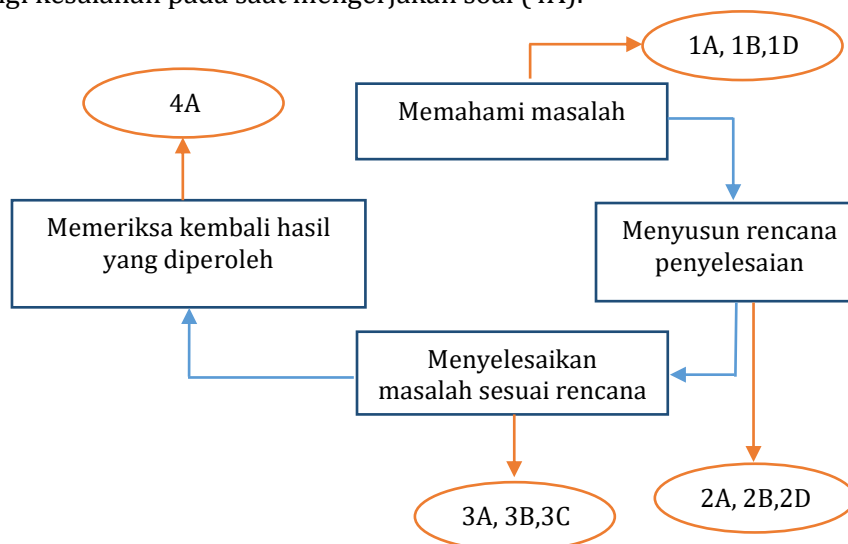 kesalahan pada saat mengerjakan soal (4A).
1A, 1B,1D
4A
Memahami masalah
Memeriksa kembali hasil
yang diperoleh
Menyusun rencana
penyelesaian
Menyelesaikan
masalah sesuai rencana
3A, 3B,3C
2A, 2B,2D